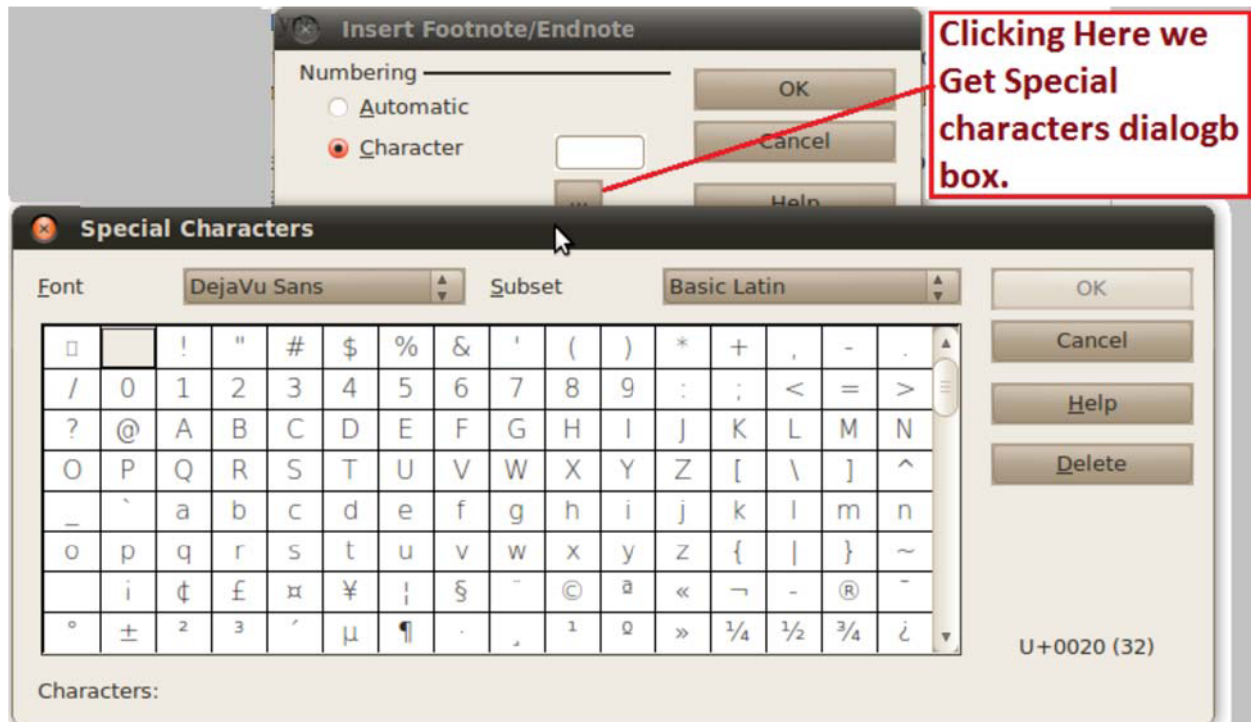 Insert Footnote/Endnote
Numbering
Automatic
Character
OK
Cancel
Help
...
Clicking Here we
Get Special
characters dialogb
box.
Special Characters
Font DejaVu Sans Subset Basic Latin
OK
Cancel
Help
Delete
! " # $ % & ' ( ) * + , - .
/ 0 1 2 3 4 5 6 7 8 9 : ; < = >
? @ A B C D E F G H I J K L M N
O P Q R S T U V W X Y Z [ \ ] ^
_ ` a b c d e f g h i j k l m n
o p q r s t u v w x y z { | } ~
¡ ¢ £ ¤ ¥ ¦ § ¨ © ª « ¬ - ® ¯
° ± ² ³ ´ µ ¶ · ¸ ¹ º » ¼ ½ ¾ ¿
U+0020 (32)
Characters: